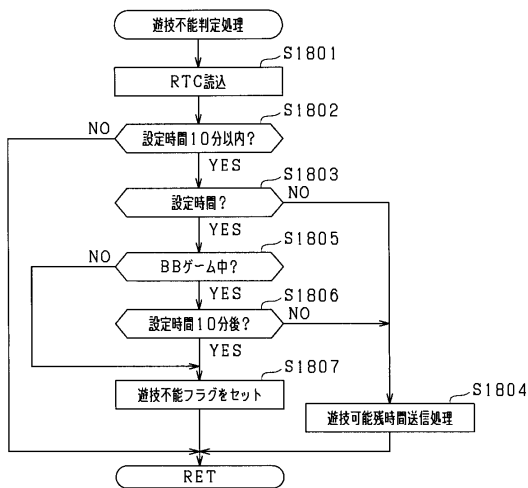 遊技不能判定処理
S1801
RTC読込
S1802
NO
設定時間10分以内?
YES
S1803
設定時間?
NO
YES
S1805
NO
BBゲーム中?
YES
S1806
設定時間10分後?
NO
YES
S1807
遊技不能フラグをセット
S1804
遊技可能残時間送信処理
RET